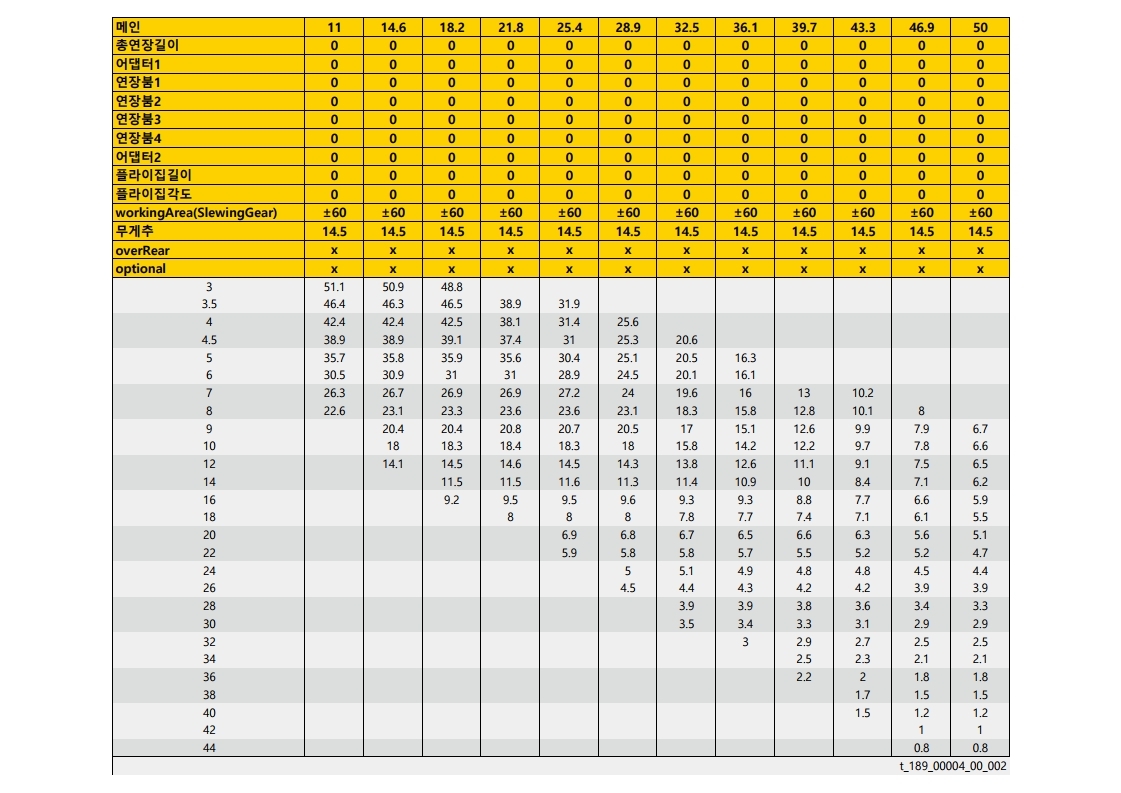 메인 11 14.6 18.2 21.8 25.4 28.9 32.5 36.1 39.7 43.3 46.9 50
총연장길이 0 0 0 0 0 0 0 0 0 0 0 0
어댑터1 0 0 0 0 0 0 0 0 0 0 0 0
연장붐1 0 0 0 0 0 0 0 0 0 0 0 0
연장붐2 0 0 0 0 0 0 0 0 0 0 0 0
연장붐3 0 0 0 0 0 0 0 0 0 0 0 0
연장붐4 0 0 0 0 0 0 0 0 0 0 0 0
어댑터2 0 0 0 0 0 0 0 0 0 0 0 0
플라이집길이 0 0 0 0 0 0 0 0 0 0 0 0
플라이집각도 0 0 0 0 0 0 0 0 0 0 0 0
workingArea(SlewingGear) ±60 ±60 ±60 ±60 ±60 ±60 ±60 ±60 ±60 ±60 ±60 ±60
무게추 14.5 14.5 14.5 14.5 14.5 14.5 14.5 14.5 14.5 14.5 14.5 14.5
overRear x x x x x x x x x x x x
optional x x x x x x x x x x x x
3 51.1 50.9 48.8
3.5 46.4 46.3 46.5 38.9 31.9
4 42.4 42.4 42.5 38.1 31.4 25.6
4.5 38.9 38.9 39.1 37.4 31 25.3 20.6
5 35.7 35.8 35.9 35.6 30.4 25.1 20.5 16.3
6 30.5 30.9 31 31 28.9 24.5 20.1 16.1
7 26.3 26.7 26.9 26.9 27.2 24 19.6 16 13 10.2
8 22.6 23.1 23.3 23.6 23.6 23.1 18.3 15.8 12.8 10.1 8
9 20.4 20.4 20.8 20.7 20.5 17 15.1 12.6 9.9 7.9 6.7
10 18 18.3 18.4 18.3 18 15.8 14.2 12.2 9.7 7.8 6.6
12 14.1 14.5 14.6 14.5 14.3 13.8 12.6 11.1 9.1 7.5 6.5
14 11.5 11.5 11.6 11.3 11.4 10.9 10 8.4 7.1 6.2
16 9.2 9.5 9.5 9.6 9.3 9.3 8.8 7.7 6.6 5.9
18 8 8 8 7.8 7.7 7.4 7.1 6.1 5.5
20 6.9 6.8 6.7 6.5 6.6 6.3 5.6 5.1
22 5.9 5.8 5.8 5.7 5.5 5.2 5.2 4.7
24 5 5.1 4.9 4.8 4.8 4.5 4.4
26 4.5 4.4 4.3 4.2 4.2 3.9 3.9
28 3.9 3.9 3.8 3.6 3.4 3.3
30 3.5 3.4 3.3 3.1 2.9 2.9
32 3 2.9 2.7 2.5 2.5
34 2.5 2.3 2.1 2.1
36 2.2 2 1.8 1.8
38 1.7 1.5 1.5
40 1.5 1.2 1.2
42 1 1
44 0.8 0.8
t_189_00004_00_002